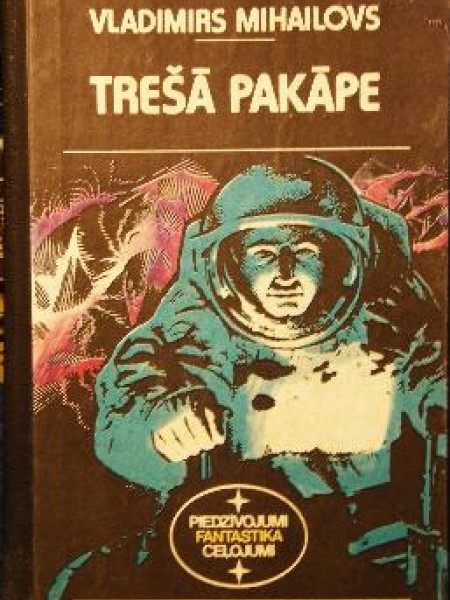 VLADIMIRS MIHAILOVS
TREŠĀ PAKĀPE
PIEDZĪVOJUMI
FANTASTIKA
CEĻOJUMI